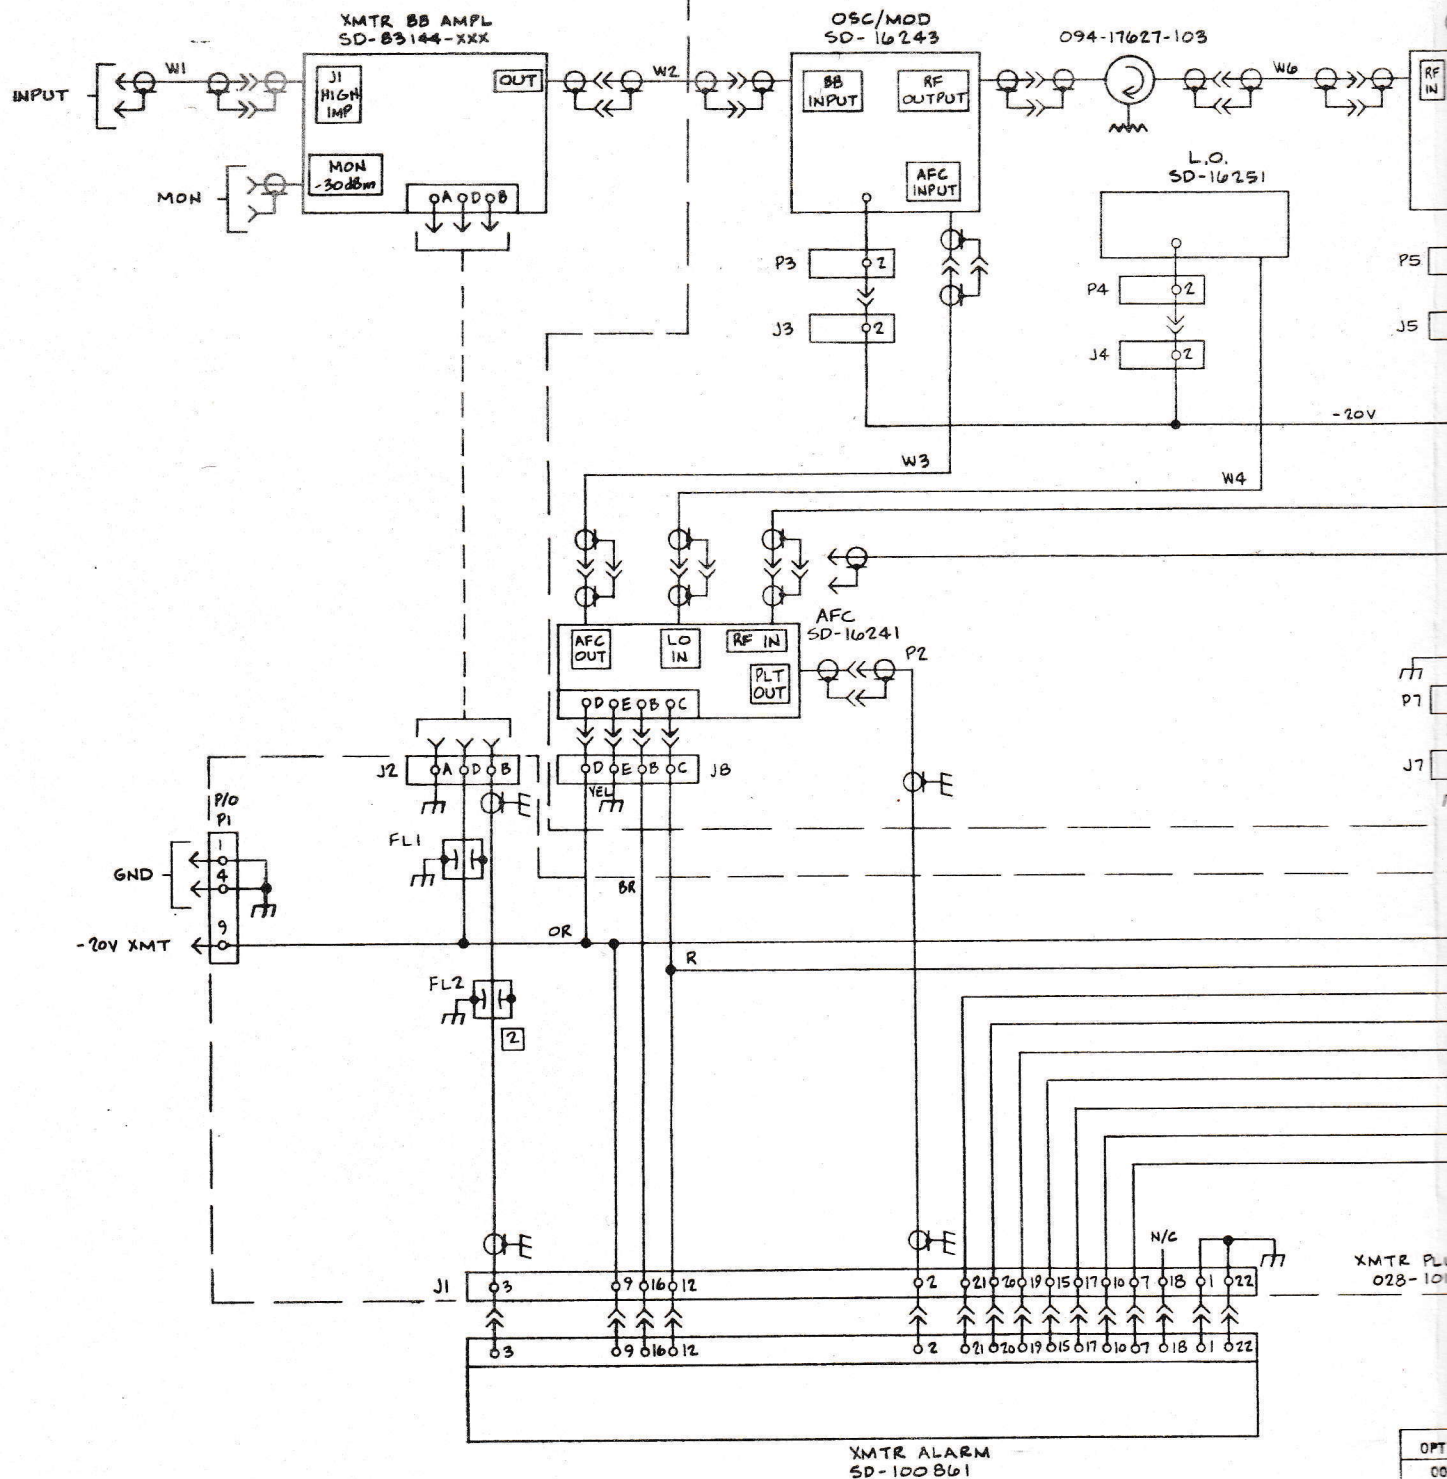 XMTR BB AMPL
SD-83144-XXX
OSC/MOD
SD-16243
094-17627-103
INPUT
W1
J1
HIGH
IMP
OUT
W2
BB
INPUT
RF
OUTPUT
W6
RF
IN
MON
MON
-30dBm
A D B
AFC
INPUT
L.O.
SD-16251
P3
2
J3
2
P4
2
J4
2
P5
J5
-20V
W3
W4
AFC
SD-16241
AFC
OUT
LO
IN
RF IN
PLT
OUT
P2
D E B C
P7
J2
A D B
D E B C
J8
J7
YEL
P/O
P1
1
4
9
GND
-20V XMT
FL1
BR
OR
R
FL2
2
N/C
XMTR PL
028-10
J1
3 9 16 12 2 21 20 19 15 17 10 7 18 1 22
3 9 16 12 2 21 20 19 15 17 10 7 18 1 22
XMTR ALARM
SD-100861
OPT